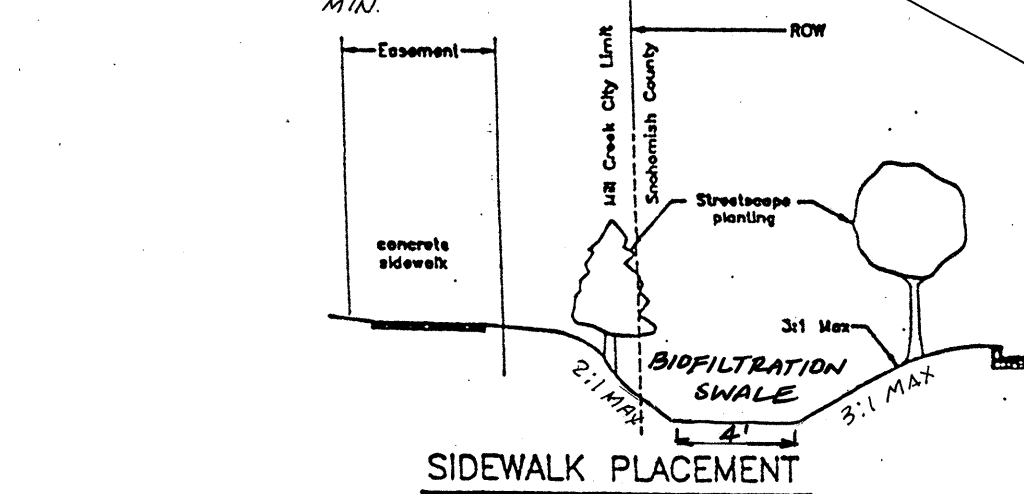 MIN.
ROW
Easement
Mill Creek City Limit
Snohomish County
Streetscape
planting
concrete
sidewalk
3:1 Max
BIOFILTRATION
SWALE
2:1 MAX
3:1 MAX
4'
SIDEWALK PLACEMENT